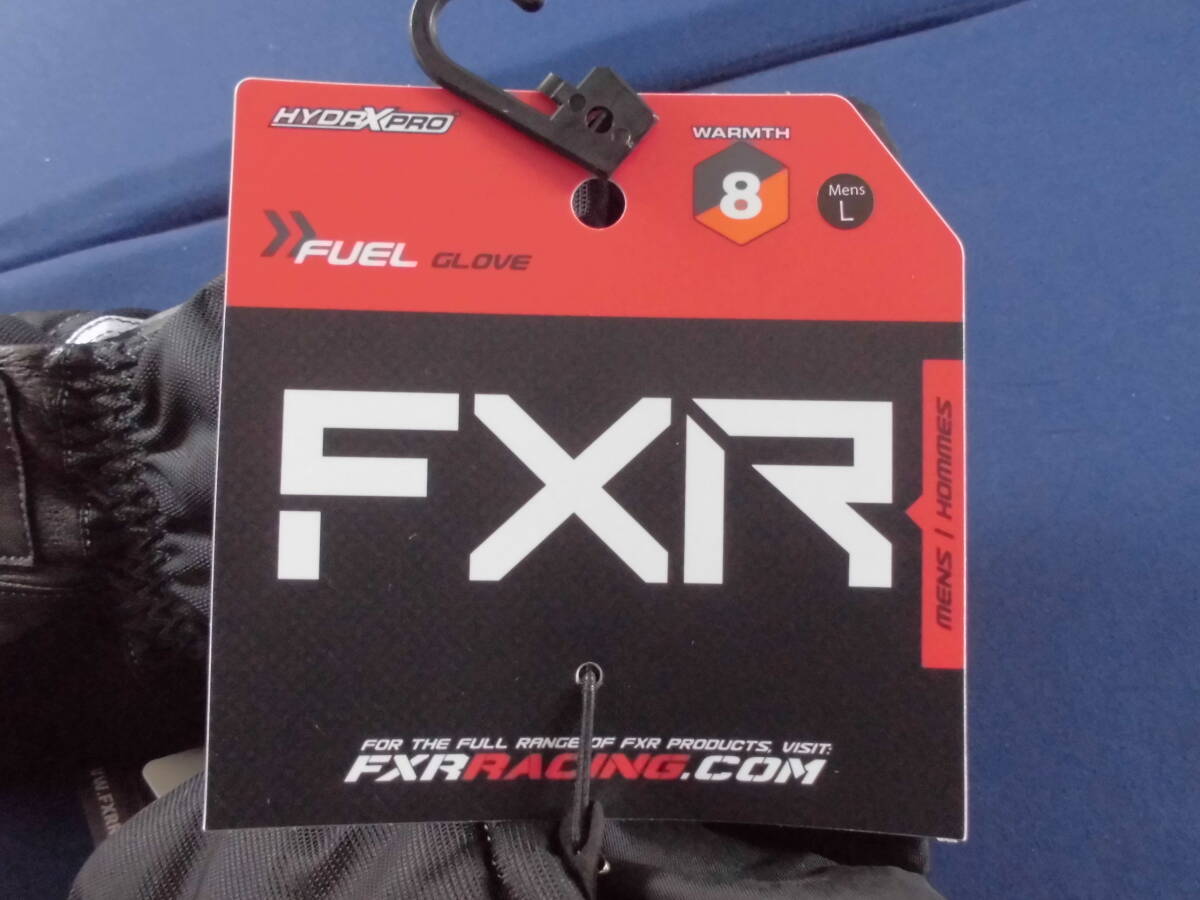 HYDRXPRO
WARMTH
8
Mens
L
FUEL GLOVE
FXR
MENS | HOMMES
FOR THE FULL RANGE OF FXR PRODUCTS, VISIT:
FXRRACING.COM